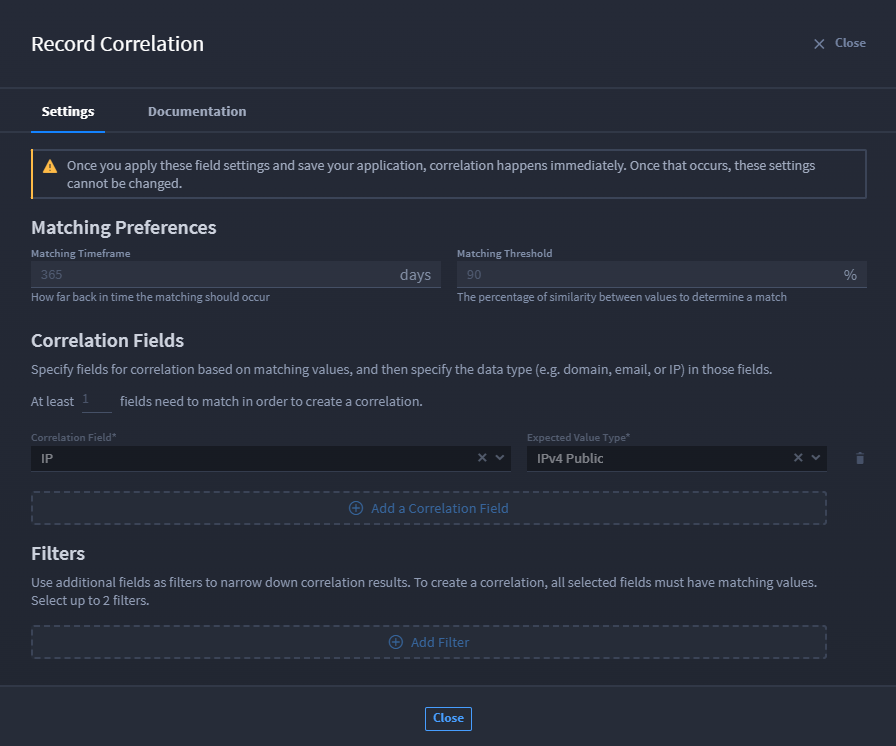 Record Correlation
Close
Settings
Documentation
Once you apply these field settings and save your application, correlation happens immediately. Once that occurs, these settings
cannot be changed.
Matching Preferences
Matching Timeframe
365
days
How far back in time the matching should occur
Matching Threshold
90
%
The percentage of similarity between values to determine a match
Correlation Fields
Specify fields for correlation based on matching values, and then specify the data type (e.g. domain, email, or IP) in those fields.
At least 1 fields need to match in order to create a correlation.
Correlation Field*
IP
Expected Value Type*
IPv4 Public
Add a Correlation Field
Filters
Use additional fields as filters to narrow down correlation results. To create a correlation, all selected fields must have matching values.
Select up to 2 filters.
Add Filter
Close